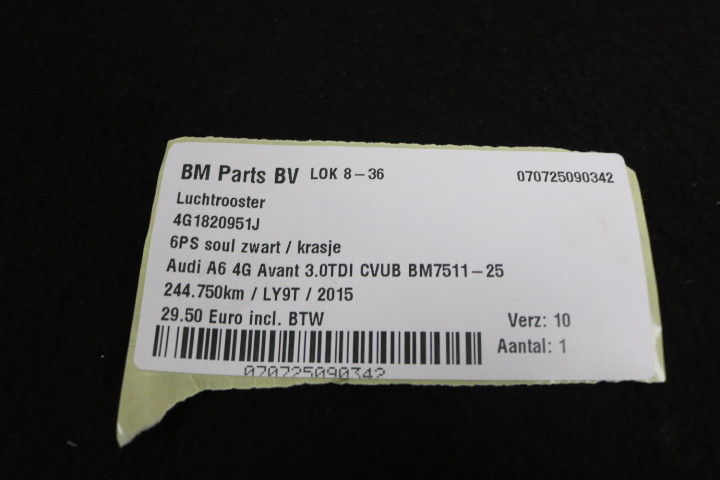 BM Parts BV LOK 8-36 070725090342
Luchtrooster
4G1820951J
6PS soul zwart / krasje
Audi A6 4G Avant 3.0TDI CVUB BM7511-25
244.750km / LY9T / 2015
29.50 Euro incl. BTW Verz: 10
Aantal: 1
070725090342